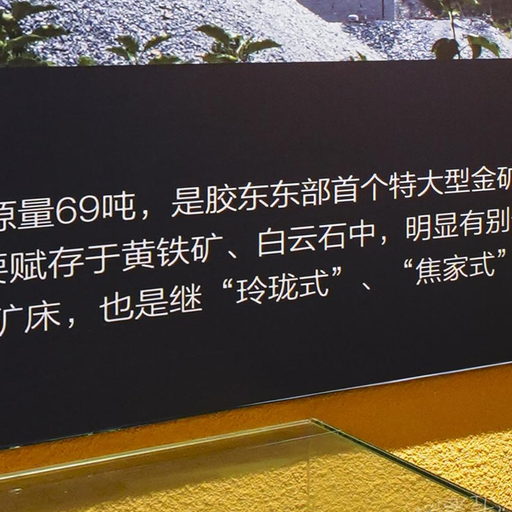 源量69吨，是胶东东部首个特大型金矿
要赋存于黄铁矿、白云石中，明显有别
矿床，也是继“玲珑式”、“焦家式”